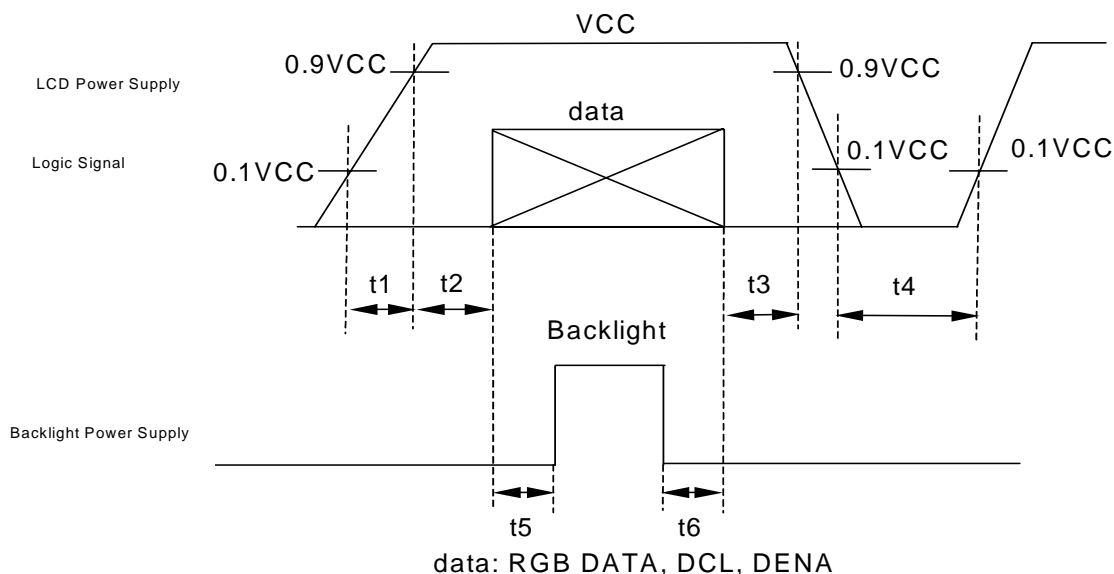 VCC
0.9VCC
0.9VCC
LCD Power Supply
data
Logic Signal
0.1VCC
0.1VCC
0.1VCC
t1
t2
t3
t4
Backlight
Backlight Power Supply
t5
t6
data: RGB DATA, DCL, DENA